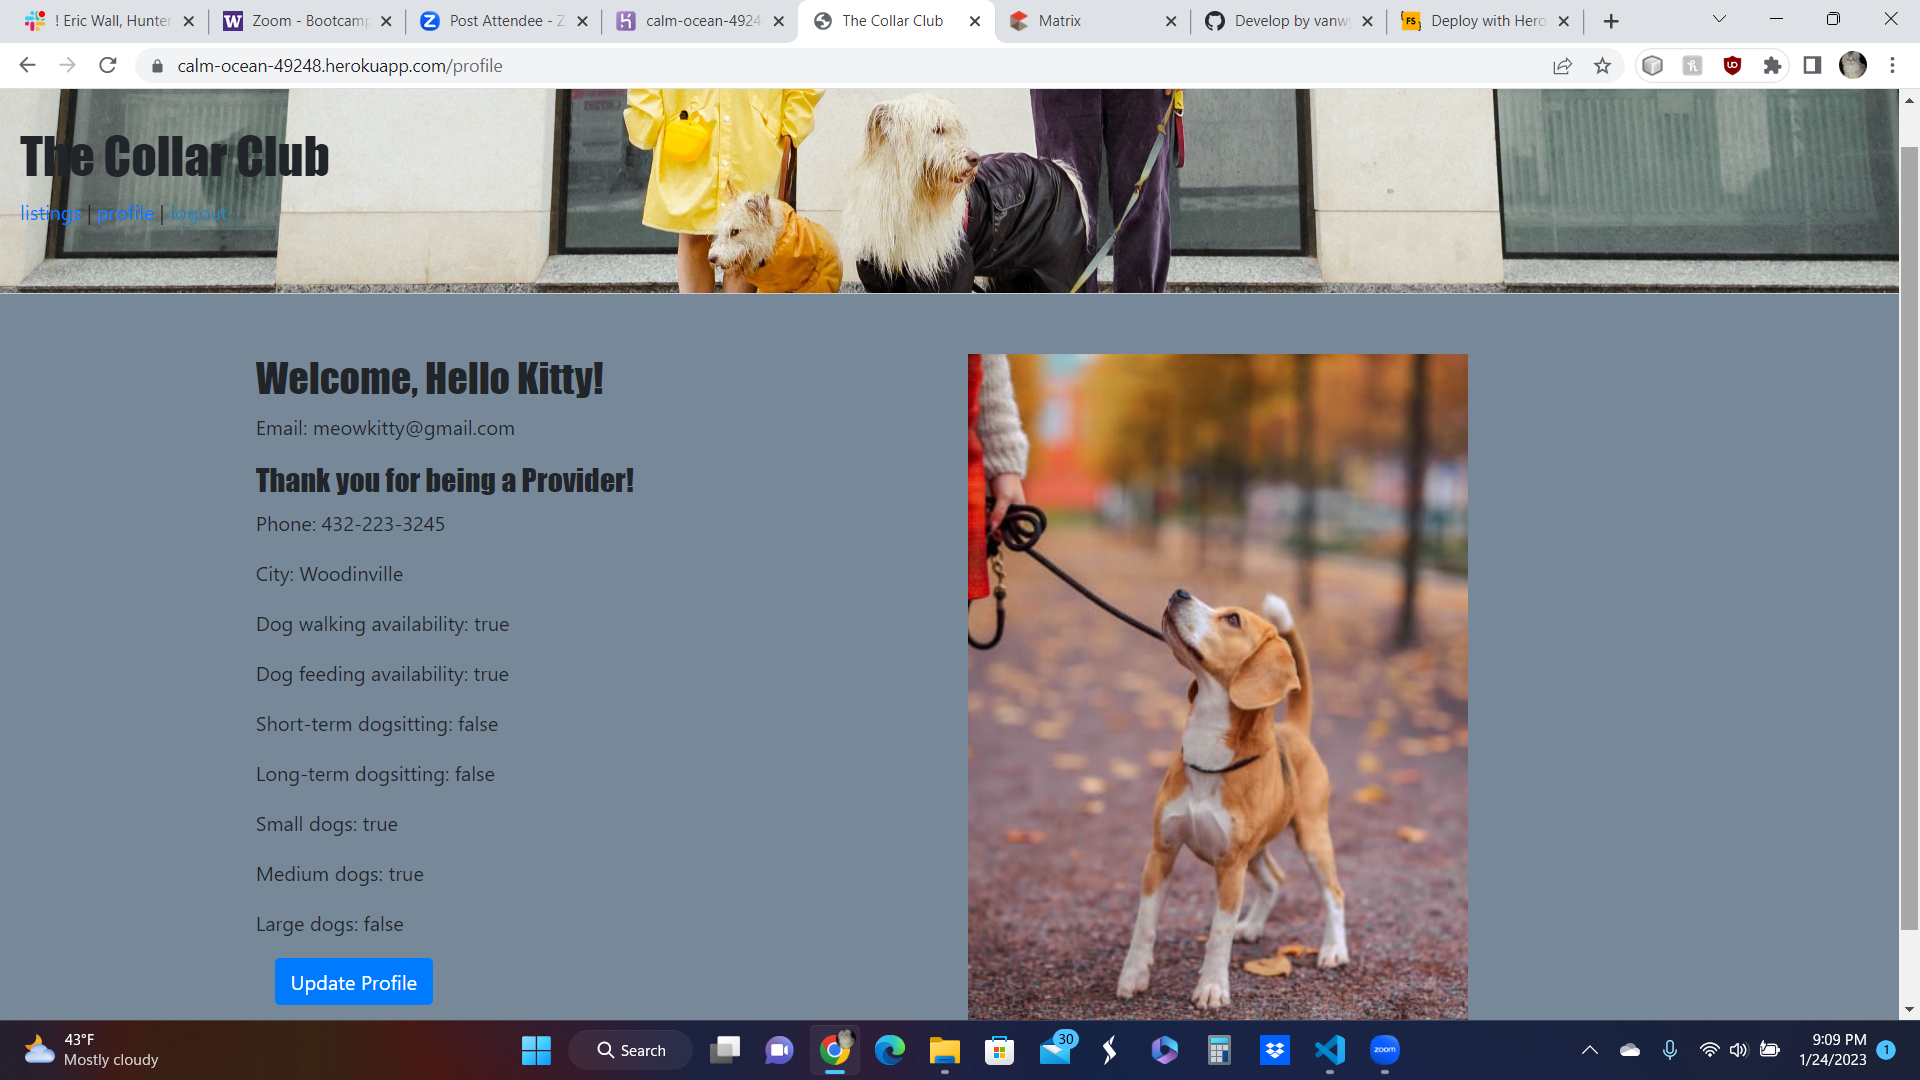 ! Eric Wall, Hunter
Zoom - Bootcamp
Post Attendee - Z
calm-ocean-4924
The Collar Club
Matrix
Develop by vanw
Deploy with Hero
calm-ocean-49248.herokuapp.com/profile
The Collar Club
listings | profile | logout
Welcome, Hello Kitty!
Email: meowkitty@gmail.com
Thank you for being a Provider!
Phone: 432-223-3245
City: Woodinville
Dog walking availability: true
Dog feeding availability: true
Short-term dogsitting: false
Long-term dogsitting: false
Small dogs: true
Medium dogs: true
Large dogs: false
Update Profile
43°F
Mostly cloudy
Search
30
zoom
9:09 PM
1/24/2023
1